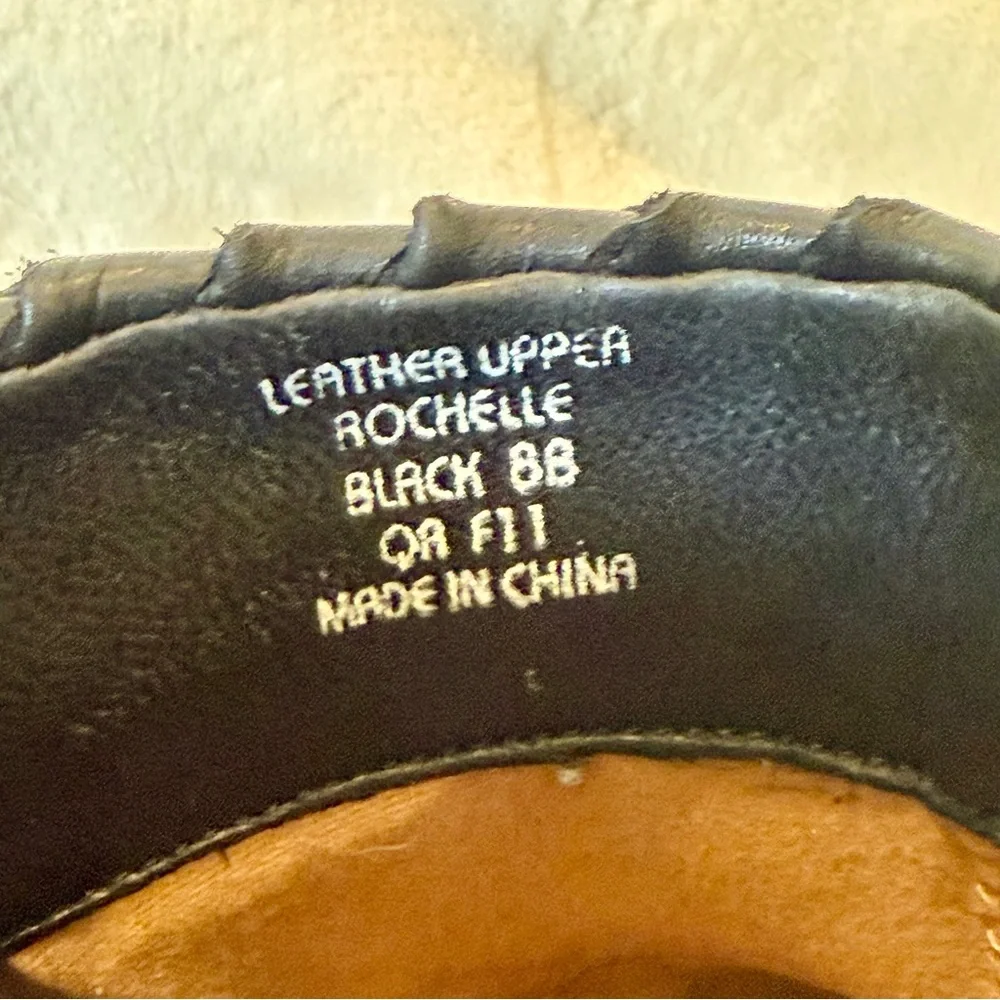 LEATHER UPPER
ROCHELLE
BLACK 8B
QA F11
MADE IN CHINA